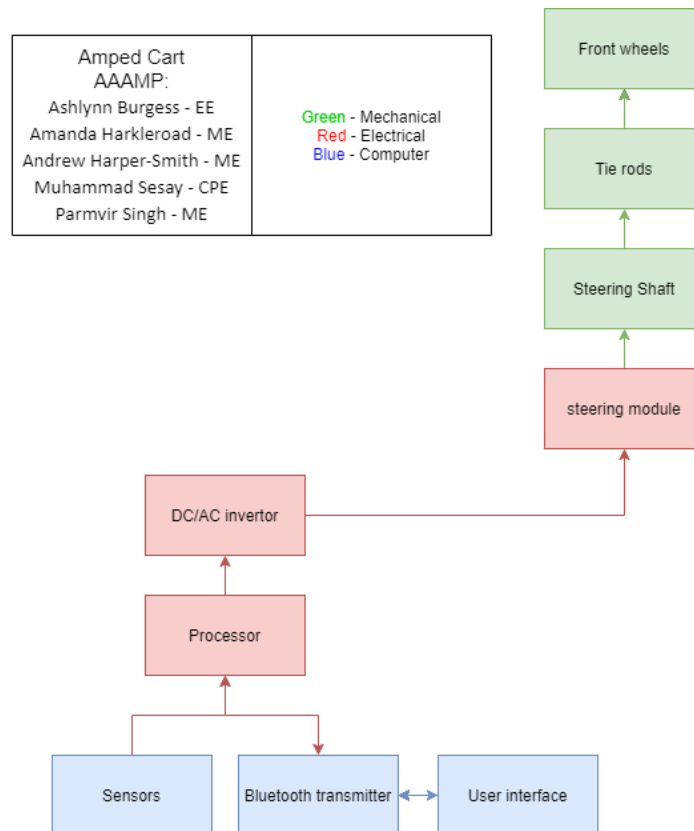 Amped Cart
AAAMP:
Ashlynn Burgess - EE
Amanda Harkleroad - ME
Andrew Harper-Smith - ME
Muhammad Sesay - CPE
Parmvir Singh - ME
Green - Mechanical
Red - Electrical
Blue - Computer
Front wheels
Tie rods
Steering Shaft
steering module
DC/AC invertor
Processor
Sensors
Bluetooth transmitter
User interface